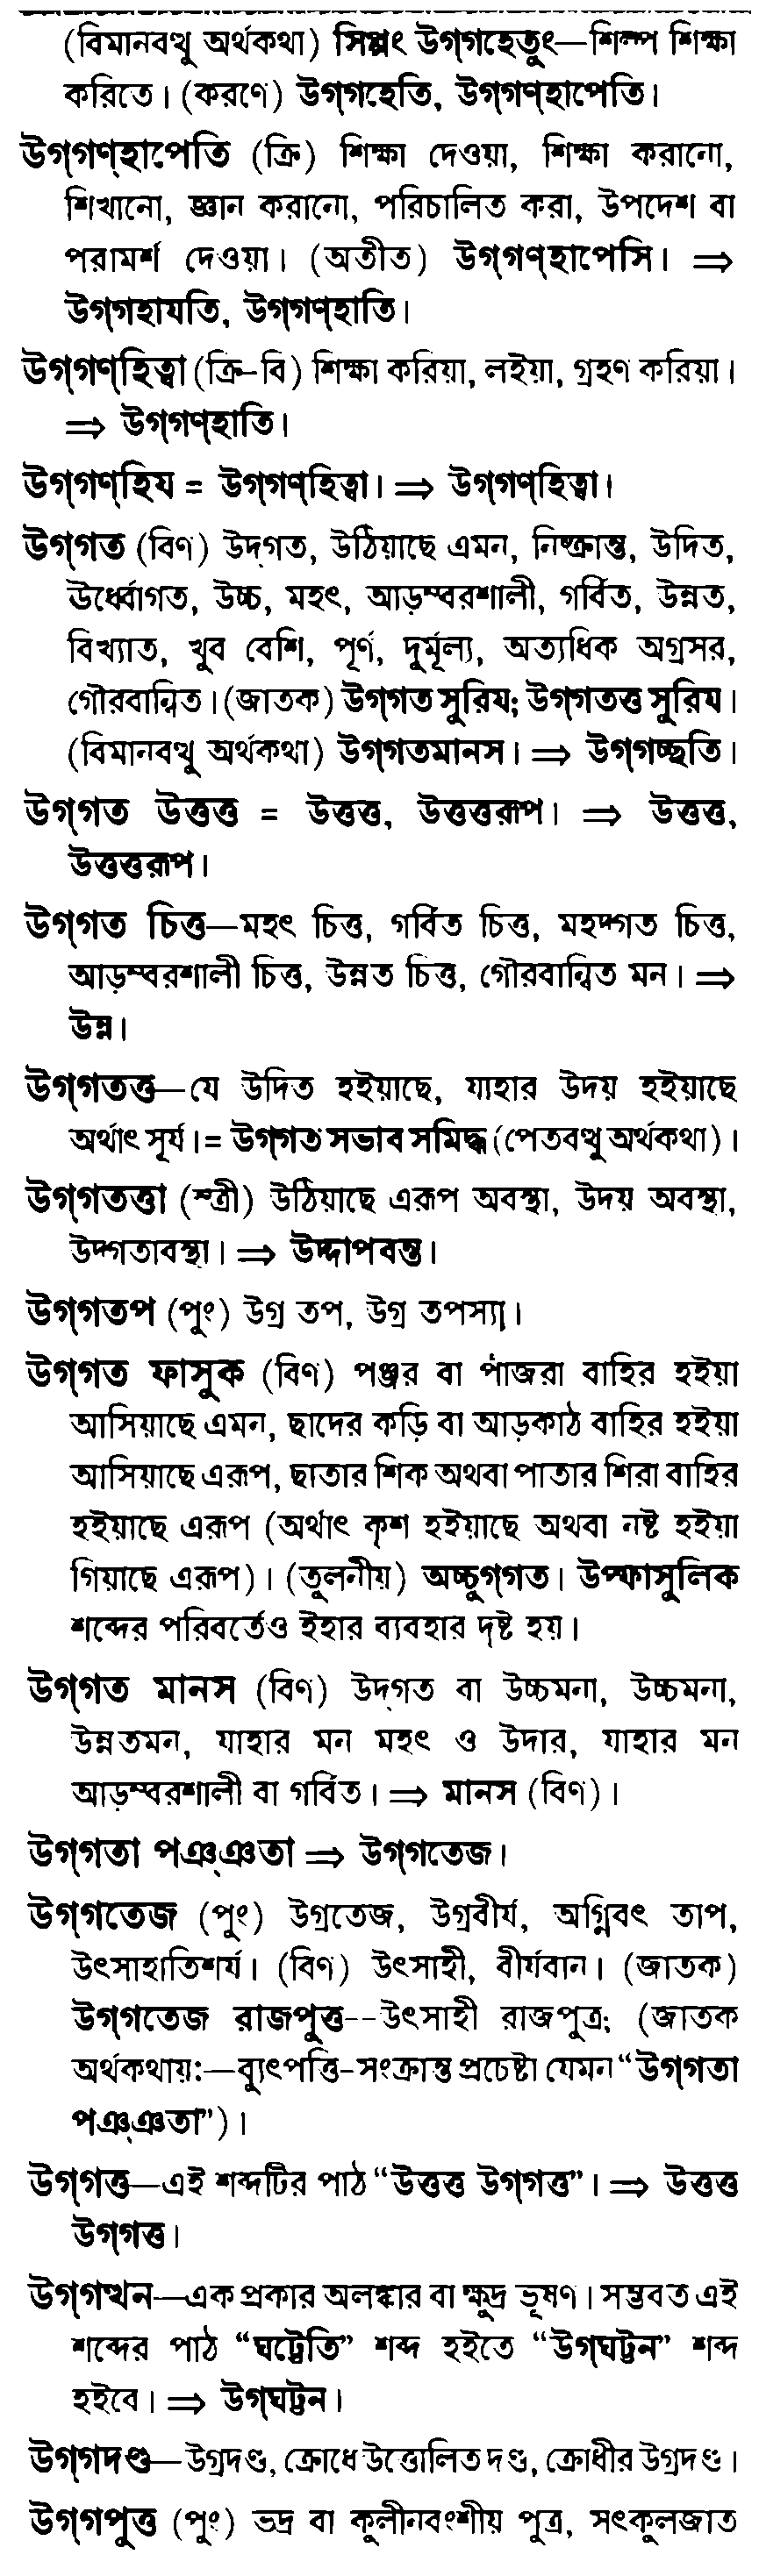 (বিমানবত্থু অর্থকথা) সিপ্পং উগ্‌গহেতুং—শিল্প শিক্ষা
করিতে। (করণে) উগ্‌গহেতি, উগ্‌গণ্‌হাপেতি।
উগ্‌গণ্‌হাপেতি (ক্রি) শিক্ষা দেওয়া, শিক্ষা করানো,
শিখানো, জ্ঞান করানো, পরিচালিত করা, উপদেশ বা
পরামর্শ দেওয়া। (অতীত) উগ্‌গণ্‌হাপেসি। ⇒
উগ্‌গহাযতি, উগ্‌গণ্‌হাতি।
উগ্‌গণ্‌হিত্বা (ক্রি-বি) শিক্ষা করিয়া, লইয়া, গ্রহণ করিয়া।
⇒ উগ্‌গণ্‌হাতি।
উগ্‌গণ্‌হিয = উগ্‌গণ্‌হিত্বা। ⇒ উগ্‌গণ্‌হিত্বা।
উগ্‌গত (বিণ) উদ্গত, উঠিয়াছে এমন, নিষ্ক্রান্ত, উদিত,
ঊর্ধ্বোগত, উচ্চ, মহৎ, আড়ম্বরশালী, গর্বিত, উন্নত,
বিখ্যাত, খুব বেশি, পূর্ণ, দুর্মূল্য, অত্যধিক অগ্রসর,
গৌরবান্বিত। (জাতক) উগ্‌গত সুরিয; উগ্‌গতত্ত সুরিয।
(বিমানবত্থু অর্থকথা) উগ্‌গতমানস। ⇒ উগ্‌গচ্ছতি।
উগ্‌গত উত্তত্ত = উত্তত্ত, উত্তত্তরূপ। ⇒ উত্তত্ত,
উত্তত্তরূপ।
উগ্‌গত চিত্ত—মহৎ চিত্ত, গর্বিত চিত্ত, মহদ্গত চিত্ত,
আড়ম্বরশালী চিত্ত, উন্নত চিত্ত, গৌরবান্বিত মন। ⇒
উন্ন।
উগ্‌গতত্ত—যে উদিত হইয়াছে, যাহার উদয় হইয়াছে
অর্থাৎ সূর্য।= উগ্‌গত সভাব সমিদ্ধ (পেতবত্থু অর্থকথা)।
উগ্‌গতত্তা (স্ত্রী) উঠিয়াছে এরূপ অবস্থা, উদয় অবস্থা,
উদ্গতাবস্থা। ⇒ উদ্দাপবন্ত।
উগ্‌গতপ (পুং) উগ্র তপ, উগ্র তপস্যা।
উগ্‌গত ফাসুক (বিণ) পঞ্জর বা পাঁজরা বাহির হইয়া
আসিয়াছে এমন, ছাদের কড়ি বা আড়কাঠ বাহির হইয়া
আসিয়াছে এরূপ, ছাতার শিক অথবা পাতার শিরা বাহির
হইয়াছে এরূপ (অর্থাৎ কৃশ হইয়াছে অথবা নষ্ট হইয়া
গিয়াছে এরূপ)। (তুলনীয়) অচ্চুগ্‌গত। উপ্ফাসুলিক
শব্দের পরিবর্তেও ইহার ব্যবহার দৃষ্ট হয়।
উগ্‌গত মানস (বিণ) উদ্গত বা উচ্চমনা, উচ্চমনা,
উন্নতমন, যাহার মন মহৎ ও উদার, যাহার মন
আড়ম্বরশালী বা গর্বিত। ⇒ মানস (বিণ)।
উগ্‌গতা পঞ্‌ঞতা ⇒ উগ্‌গতেজ।
উগ্‌গতেজ (পুং) উগ্রতেজ, উগ্রবীর্য, অগ্নিবৎ তাপ,
উৎসাহাতিশর্য। (বিণ) উৎসাহী, বীর্যবান। (জাতক)
উগ্‌গতেজ রাজপুত্ত--উৎসাহী রাজপুত্র; (জাতক
অর্থকথায়:—ব্যুৎপত্তি-সংক্রান্ত প্রচেষ্টা যেমন “উগ্‌গতা
পঞ্‌ঞতা”)।
উগ্‌গত্ত—এই শব্দটির পাঠ “উত্তত্ত উগ্‌গত্ত”। ⇒ উত্তত্ত
উগ্‌গত্ত।
উগ্‌গত্থন—এক প্রকার অলঙ্কার বা ক্ষুদ্র ভূষণ। সম্ভবত এই
শব্দের পাঠ “ঘট্টেতি” শব্দ হইতে “উগ্‌ঘট্টন” শব্দ
হইবে। ⇒ উগ্‌ঘট্টন।
উগ্‌গদণ্ড—উগ্রদণ্ড, ক্রোধে উত্তোলিত দণ্ড, ক্রোধীর উগ্রদণ্ড।
উগ্‌গপুত্ত (পুং) ভদ্র বা কুলীনবংশীয় পুত্র, সৎকুলজাত